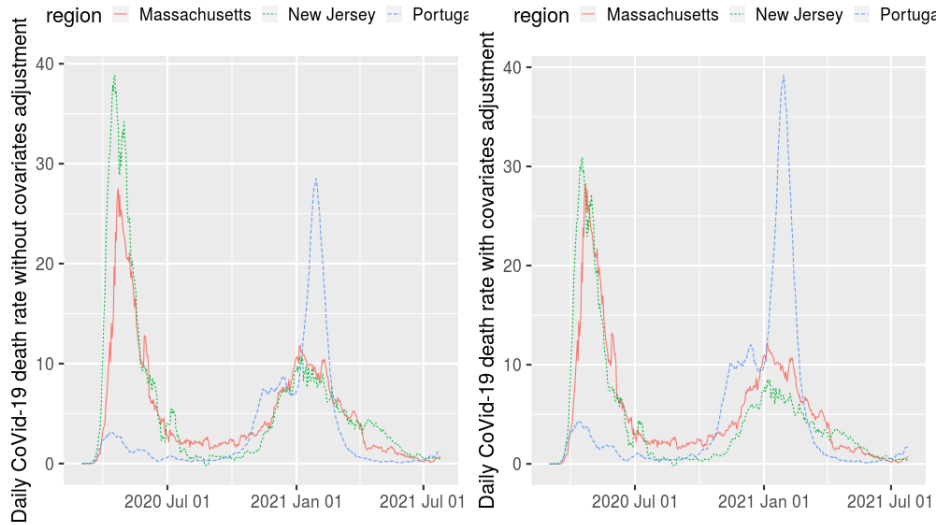 region Massachusetts New Jersey Portuga
Daily CoVid-19 death rate without covariates adjustment
40
30
20
10
0
2020 Jul 01 2021 Jan 01 2021 Jul 01
region Massachusetts New Jersey Portuga
Daily CoVid-19 death rate with covariates adjustment
40
30
20
10
0
2020 Jul 01 2021 Jan 01 2021 Jul 01